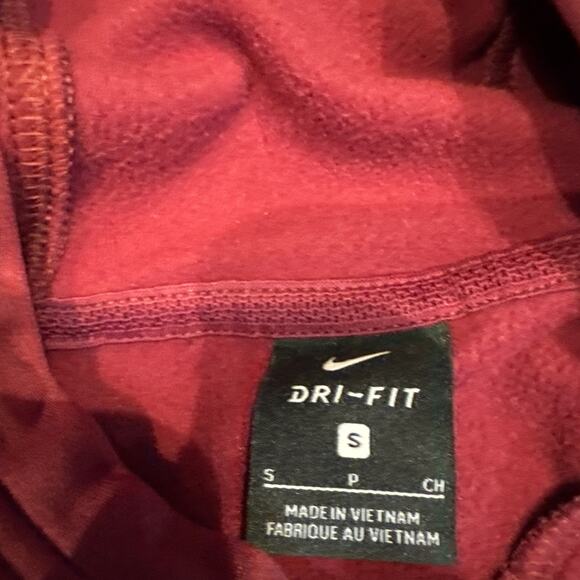 DRI-FIT
S
S P CH
MADE IN VIETNAM
FABRIQUE AU VIETNAM